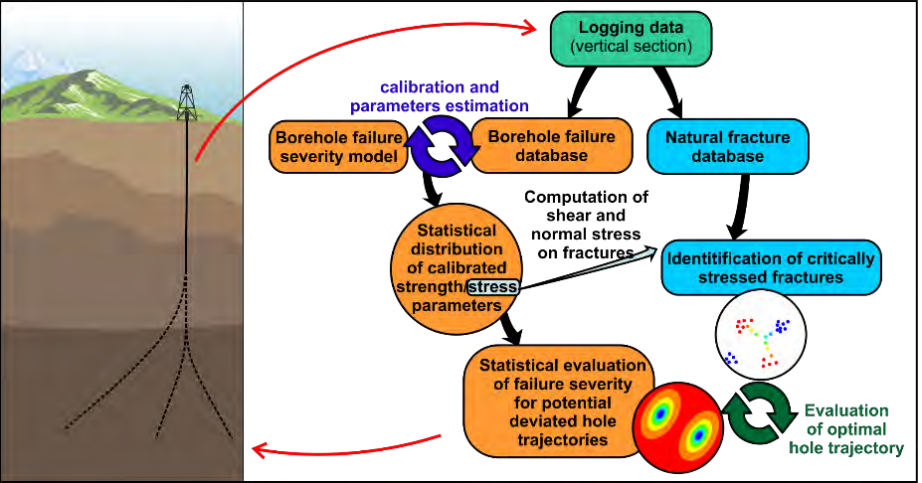 Logging data
(vertical section)
calibration and
parameters estimation
Borehole failure
severity model
Borehole failure
database
Natural fracture
database
Computation of
shear and
normal stress
on fractures
Statistical
distribution
of calibrated
strength/stress
parameters
Identitification of critically
stressed fractures
Statistical evaluation
of failure severity
for potential
deviated hole
trajectories
Evaluation
of optimal
hole trajectory